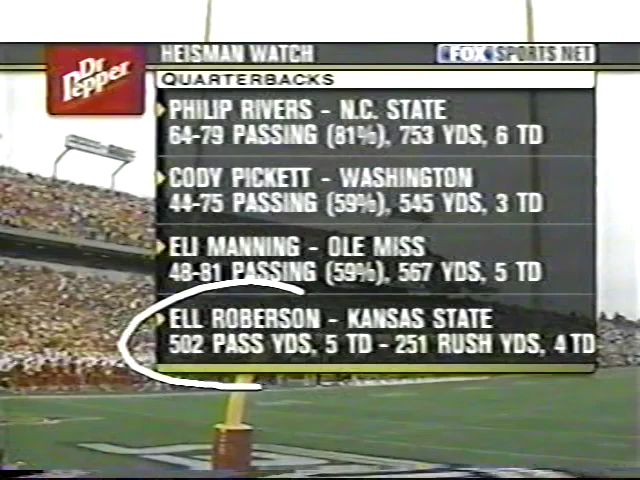 Dr Pepper
HEISMAN WATCH
FOX SPORTS NET
QUARTERBACKS
PHILIP RIVERS - N.C. STATE
64-79 PASSING (81%), 753 YDS, 6 TD
CODY PICKETT - WASHINGTON
44-75 PASSING (59%), 545 YDS, 3 TD
ELI MANNING - OLE MISS
48-81 PASSING (59%), 567 YDS, 5 TD
ELL ROBERSON - KANSAS STATE
502 PASS YDS, 5 TD - 251 RUSH YDS, 4 TD